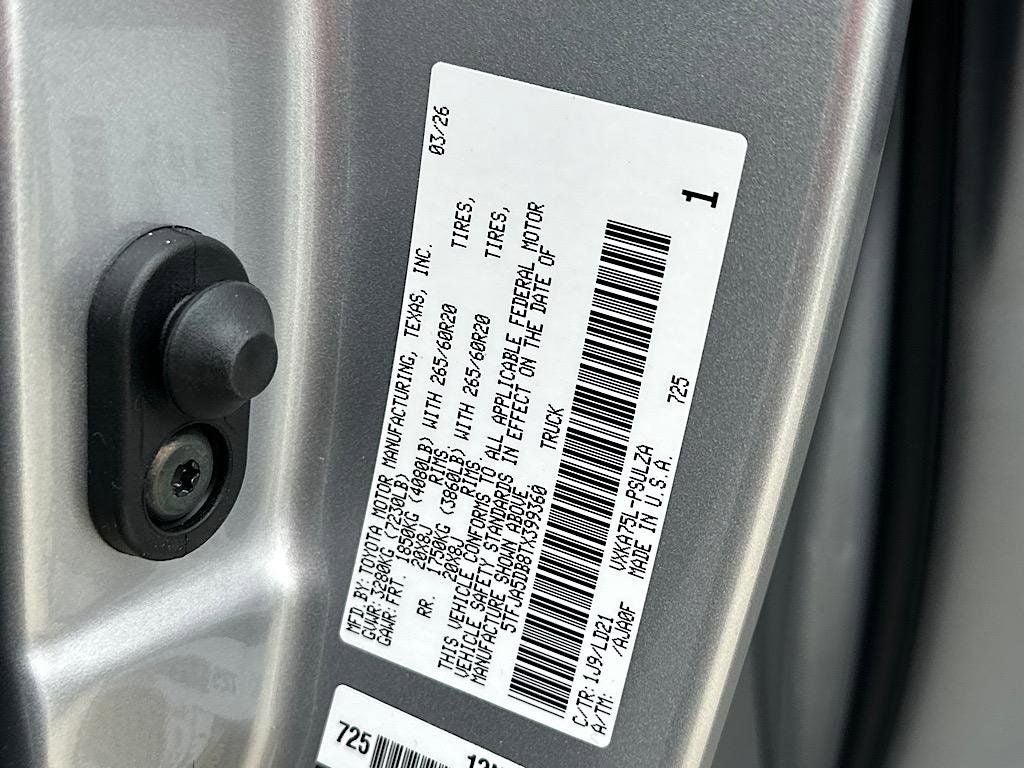 MFD BY: TOYOTA MOTOR MANUFACTURING, TEXAS, INC. 03/26
GVWR: 3280KG (7230LB)
GAWR: FRT. 1850KG (4080LB) WITH 265/60R20 TIRES,
20X8J RIMS,
RR. 1750KG (3860LB) WITH 265/60R20 TIRES,
20X8J RIMS
THIS VEHICLE CONFORMS TO ALL APPLICABLE FEDERAL MOTOR
VEHICLE SAFETY STANDARDS IN EFFECT ON THE DATE OF
MANUFACTURE SHOWN ABOVE.
5TFJA5DB8TX399360 TRUCK
1
C/TR: 1J9/LD21 VXKA75L-PSULZA 725
A/TM: /AJA0F MADE IN U.S.A.
725